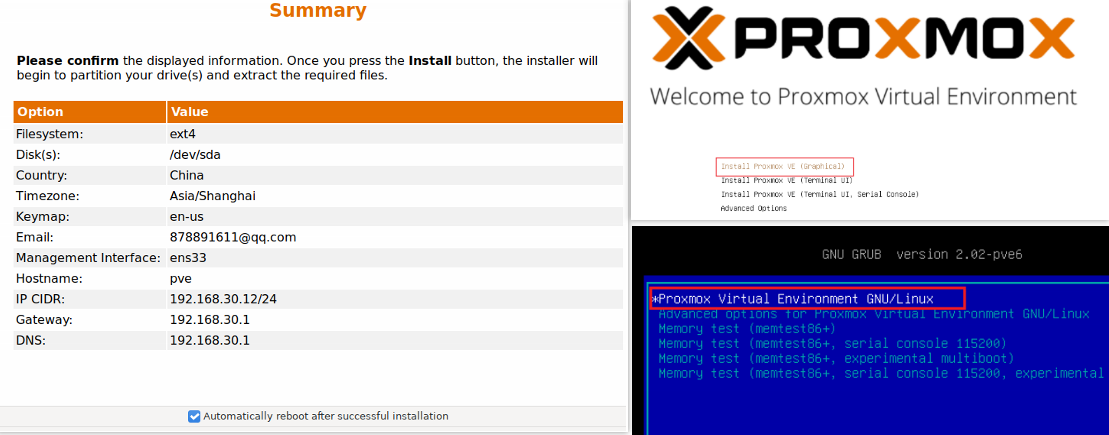 Summary
Please confirm the displayed information. Once you press the Install button, the installer will
begin to partition your drive(s) and extract the required files.
Option Value
Filesystem: ext4
Disk(s): /dev/sda
Country: China
Timezone: Asia/Shanghai
Keymap: en-us
Email: 878891611@qq.com
Management Interface: ens33
Hostname: pve
IP CIDR: 192.168.30.12/24
Gateway: 192.168.30.1
DNS: 192.168.30.1
Automatically reboot after successful installation
PROXMOX
Welcome to Proxmox Virtual Environment
Install Proxmox VE (Graphical)
Install Proxmox VE (Terminal UI)
Install Proxmox VE (Terminal UI, Serial Console)
Advanced Options
GNU GRUB version 2.02-pve6
*Proxmox Virtual Environment GNU/Linux
Advanced options for Proxmox Virtual Environment GNU/Linux
Memory test (memtest86+)
Memory test (memtest86+, serial console 115200)
Memory test (memtest86+, experimental multiboot)
Memory test (memtest86+, serial console 115200, experimental